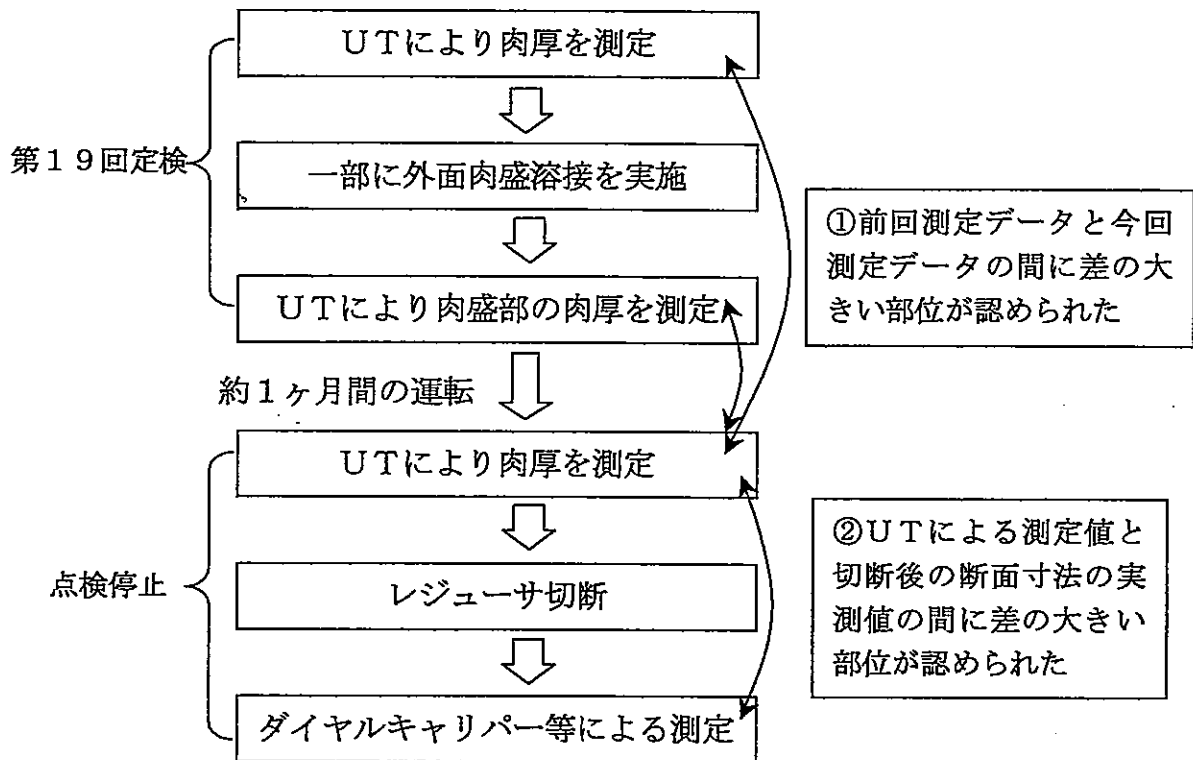 UTにより肉厚を測定
第19回定検
一部に外面肉盛溶接を実施
①前回測定データと今回
測定データの間に差の大
きい部位が認められた
UTにより肉盛部の肉厚を測定
約1ヶ月間の運転
UTにより肉厚を測定
点検停止
レジューサ切断
②UTによる測定値と
切断後の断面寸法の実
測値の間に差の大きい
部位が認められた
ダイヤルキャリパー等による測定